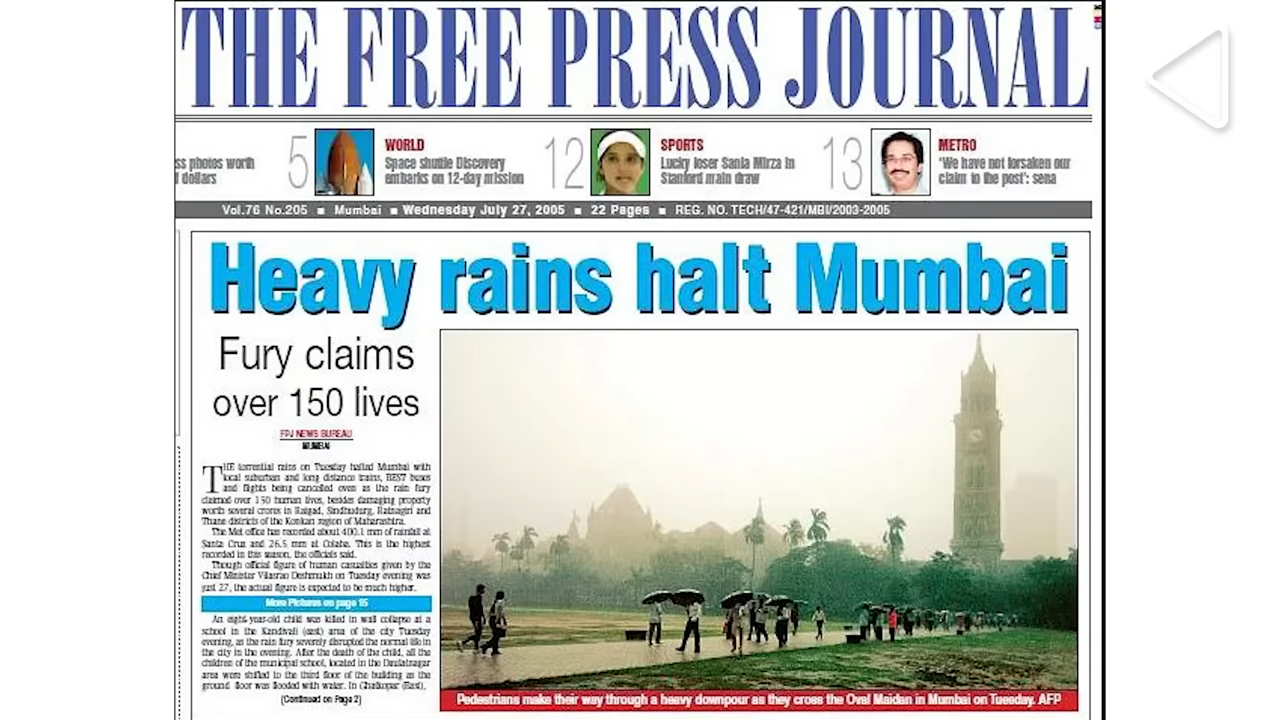 THE FREE PRESS JOURNAL
ss photos worth
f dollars
5
WORLD
Space shuttle Discovery
embarks on 12-day mission
12
SPORTS
Lucky loser Sania Mirza in
Stanford main draw
13
METRO
'We have not forsaken our
claim to the post': sena
Vol.76 No.205 ■ Mumbai ■ Wednesday July 27, 2005 ■ 22 Pages ■ REG. NO. TECH/47-421/MBI/2003-2005
Heavy rains halt Mumbai
Fury claims
over 150 lives
FPJ NEWS BUREAU
MUMBAI
THE torrential rains on Tuesday halted Mumbai with
local suburban and long distance trains, BEST buses
and flights being cancelled even as the rain fury
claimed over 150 human lives, besides damaging property
worth several crores in Raigad, Sindhudurg, Ratnagiri and
Thane districts of the Konkan region of Maharashtra.
The Met office has recorded about 400.1 mm of rainfall at
Santa Cruz and 26.5 mm at Colaba. This is the highest
recorded in this season, the officials said.
Though official figure of human casualties given by the
Chief Minister Vilasrao Deshmukh on Tuesday evening was
just 27, the actual figure is expected to be much higher.
More Pictures on page 15
An eight-year-old child was killed in wall collapse at a
school in the Kandivali (east) area of the city Tuesday
evening, as the rain fury severely disrupted the normal life in
the city in the evening. After the death of the child, all the
children of the municipal school, located in the Daulatnagar
area were shifted to the third floor of the building as the
ground floor was flooded with water. In Ghatkopar (East),
(Continued on Page 2)
Pedestrians make their way through a heavy downpour as they cross the Oval Maidan in Mumbai on Tuesday. AFP